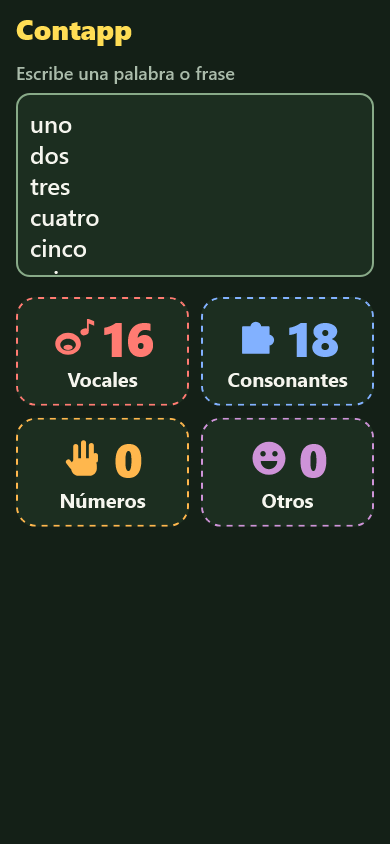 Contapp
Escribe una palabra o frase
uno
dos
tres
cuatro
cinco
16
Vocales
18
Consonantes
0
Números
0
Otros